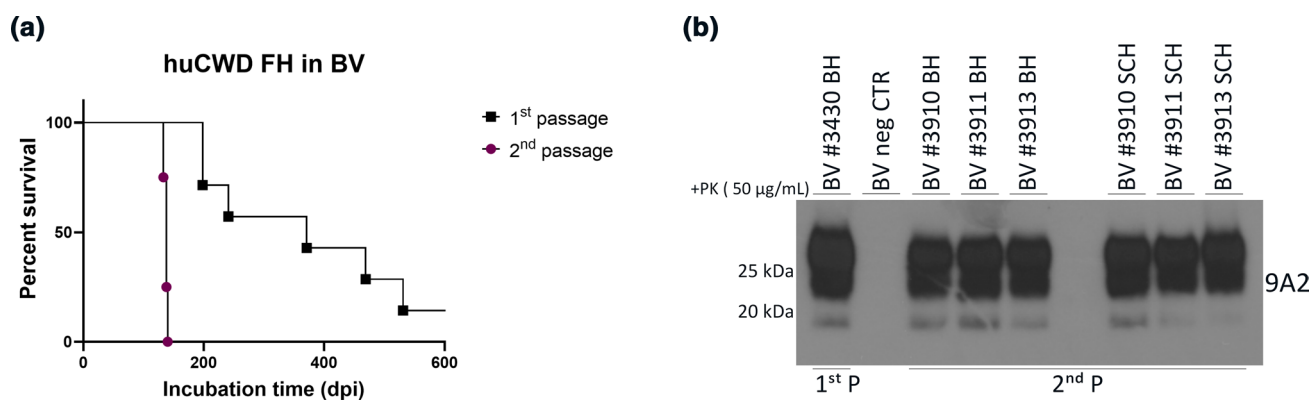 (a)
huCWD FH in BV
Percent survival
100
50
0
0
200
400
600
Incubation time (dpi)
1st passage
2nd passage
(b)
BV #3430 BH
BV neg CTR
BV #3910 BH
BV #3911 BH
BV #3913 BH
BV #3910 SCH
BV #3911 SCH
BV #3913 SCH
+PK ( 50 µg/mL)
25 kDa
20 kDa
9A2
1st P
2nd P